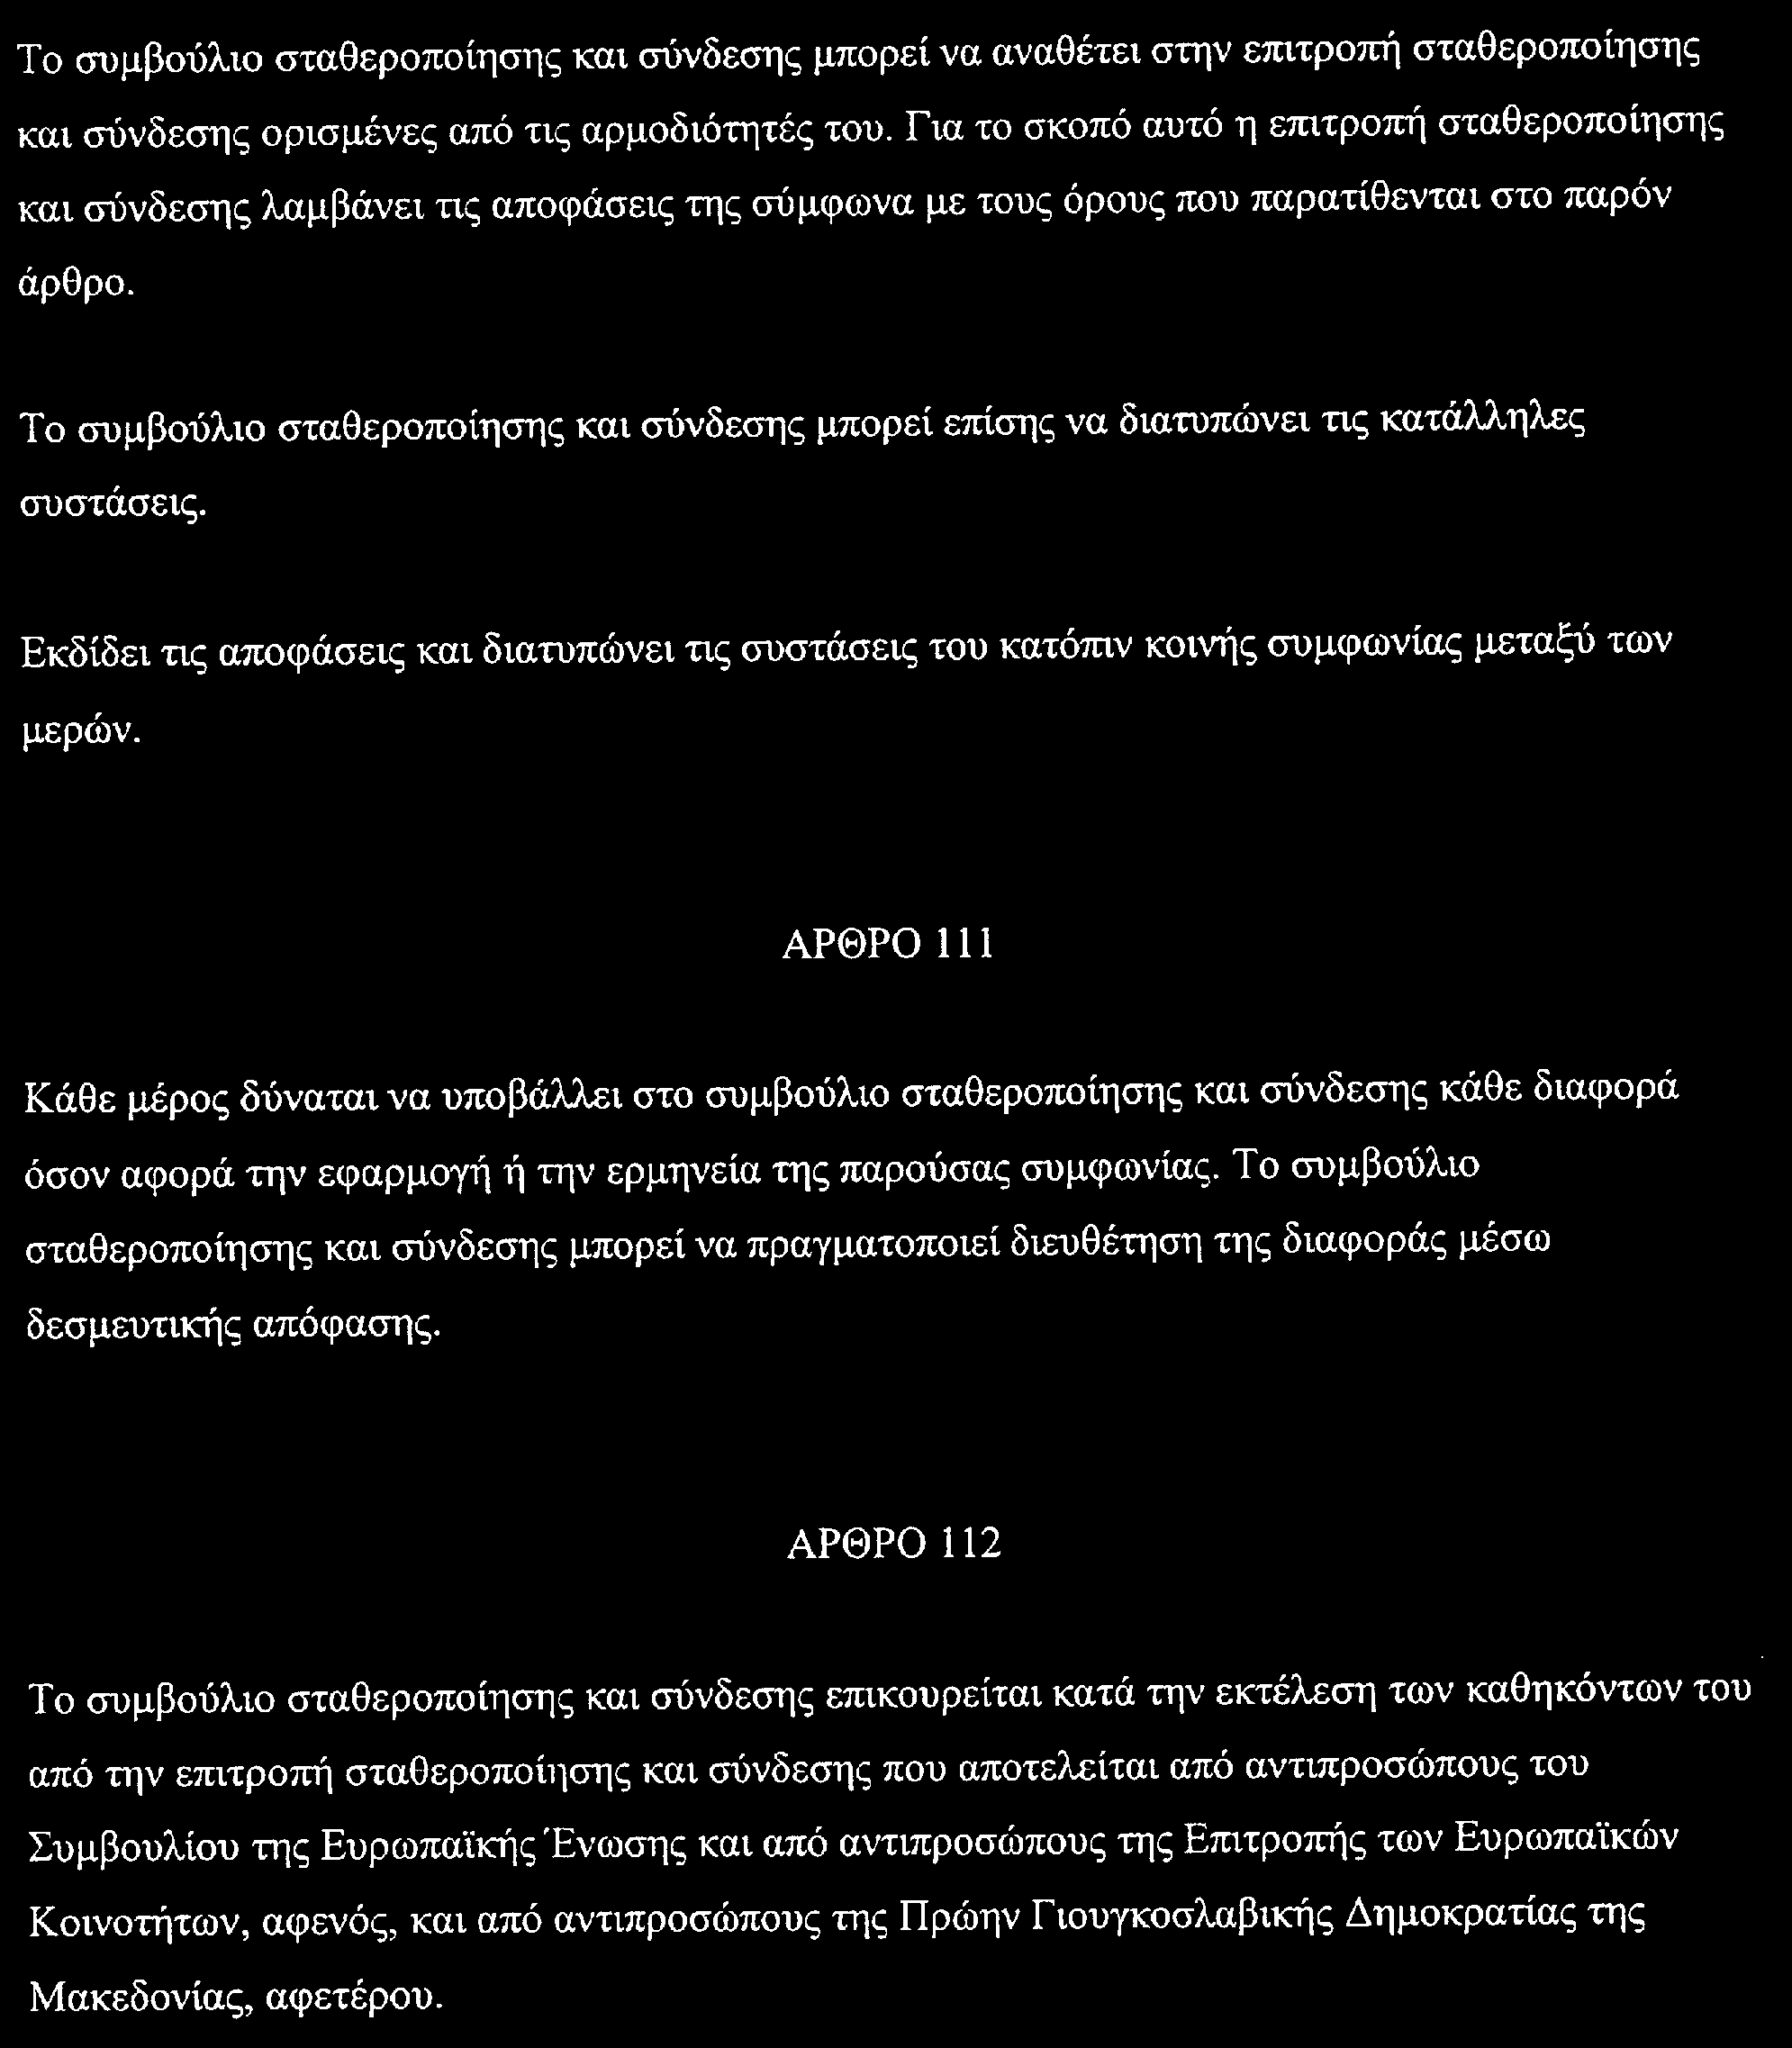 Το συμβούλιο σταθεροποίησης και σύνδεσης μπορεί να αναθέτει στην επιτροπή σταθεροποίησης
και σύνδεσης ορισμένες από τις αρμοδιότητές του. Για το σκοπό αυτό η επιτροπή σταθεροποίησης
και σύνδεσης λαμβάνει τις αποφάσεις της σύμφωνα με τους όρους που παρατίθενται στο παρόν
άρθρο.
Το συμβούλιο σταθεροποίησης και σύνδεσης μπορεί επίσης να διατυπώνει τις κατάλληλες
συστάσεις.
Εκδίδει τις αποφάσεις και διατυπώνει τις συστάσεις του κατόπιν κοινής συμφωνίας μεταξύ των
μερών.
ΑΡΘΡΟ 111
Κάθε μέρος δύναται να υποβάλλει στο συμβούλιο σταθεροποίησης και σύνδεσης κάθε διαφορά
όσον αφορά την εφαρμογή ή την ερμηνεία της παρούσας συμφωνίας. Το συμβούλιο
σταθεροποίησης και σύνδεσης μπορεί να πραγματοποιεί διευθέτηση της διαφοράς μέσω
δεσμευτικής απόφασης.
ΑΡΘΡΟ 112
Το συμβούλιο σταθεροποίησης και σύνδεσης επικουρείται κατά την εκτέλεση των καθηκόντων του
από την επιτροπή σταθεροποίησης και σύνδεσης που αποτελείται από αντιπροσώπους του
Συμβουλίου της Ευρωπαϊκής Ένωσης και από αντιπροσώπους της Επιτροπής των Ευρωπαϊκών
Κοινοτήτων, αφενός, και από αντιπροσώπους της Πρώην Γιουγκοσλαβικής Δημοκρατίας της
Μακεδονίας, αφετέρου.